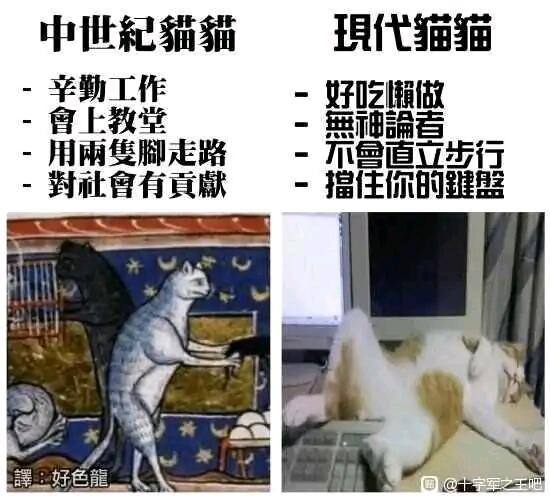 中世紀貓貓
- 辛勤工作
- 會上教堂
- 用兩隻腳走路
- 對社會有貢獻
現代貓貓
- 好吃懶做
- 無神論者
- 不會直立步行
- 擋住你的鍵盤
譯：好色龍
貼 @十字军之王吧